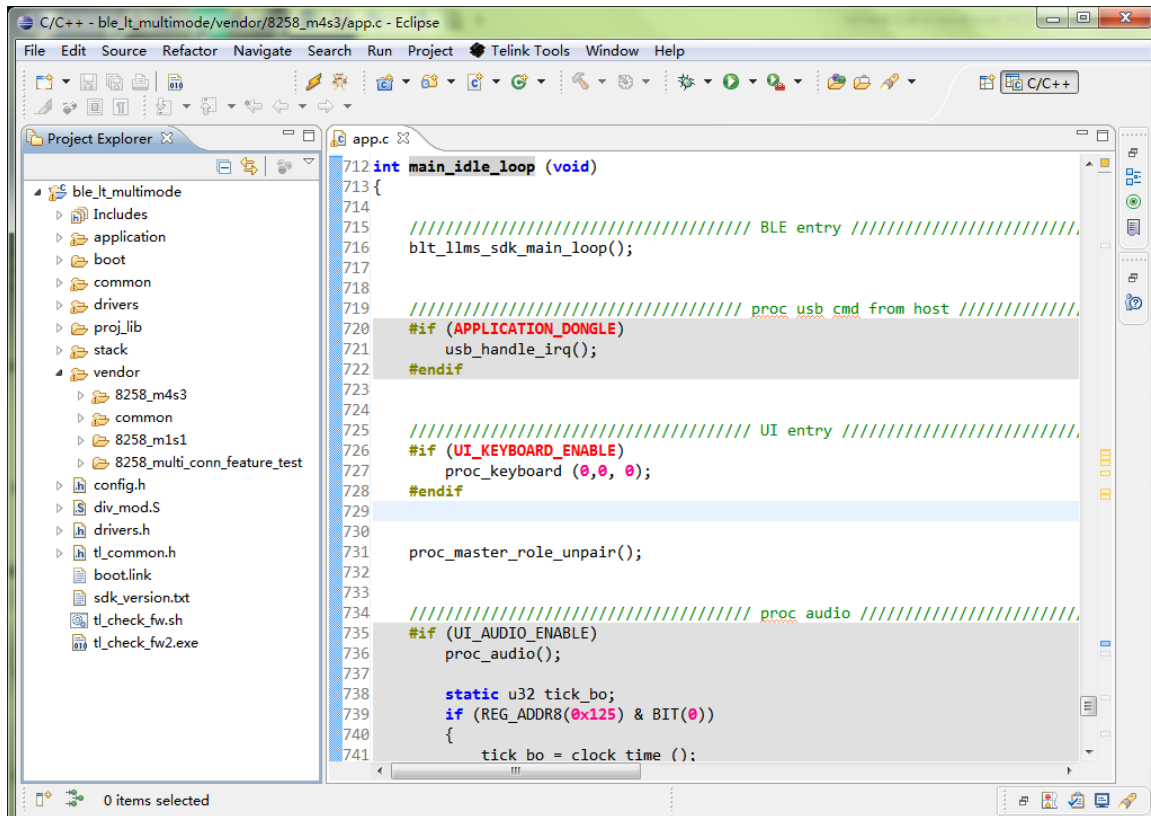 C/C++ - ble_lt_multimode/vendor/8258_m4s3/app.c - Eclipse
File Edit Source Refactor Navigate Search Run Project Telink Tools Window Help
C/C++
Project Explorer
app.c
ble_lt_multimode
Includes
application
boot
common
drivers
proj_lib
stack
vendor
8258_m4s3
common
8258_m1s1
8258_multi_conn_feature_test
config.h
div_mod.S
drivers.h
tl_common.h
boot.link
sdk_version.txt
tl_check_fw.sh
tl_check_fw2.exe
712 int main_idle_loop (void)
713 {
714
715 ////////////////////////////////////// BLE entry //////////////////////////
716 blt_llms_sdk_main_loop();
717
718
719 ///////////////////////////////////// proc usb cmd from host //////////////
720 #if (APPLICATION_DONGLE)
721 usb_handle_irq();
722 #endif
723
724
725 ////////////////////////////////////// UI entry ///////////////////////////
726 #if (UI_KEYBOARD_ENABLE)
727 proc_keyboard (0,0, 0);
728 #endif
729
730
731 proc_master_role_unpair();
732
733
734 ////////////////////////////////////// proc audio /////////////////////////
735 #if (UI_AUDIO_ENABLE)
736 proc_audio();
737
738 static u32 tick_bo;
739 if (REG_ADDR8(0x125) & BIT(0))
740 {
741 tick_bo = clock_time ();
0 items selected